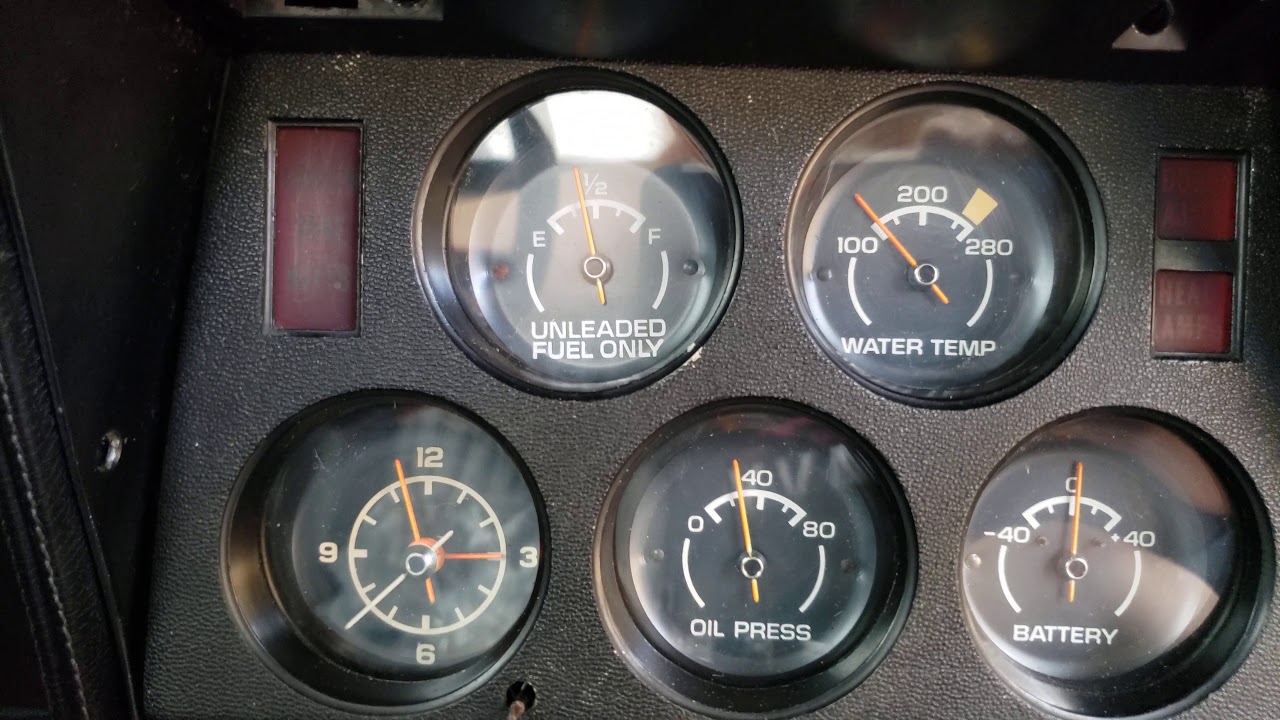 1/2
E F
UNLEADED
FUEL ONLY
200
100 280
WATER TEMP
12
9 3
6
40
0 80
OIL PRESS
0
-40 +40
BATTERY